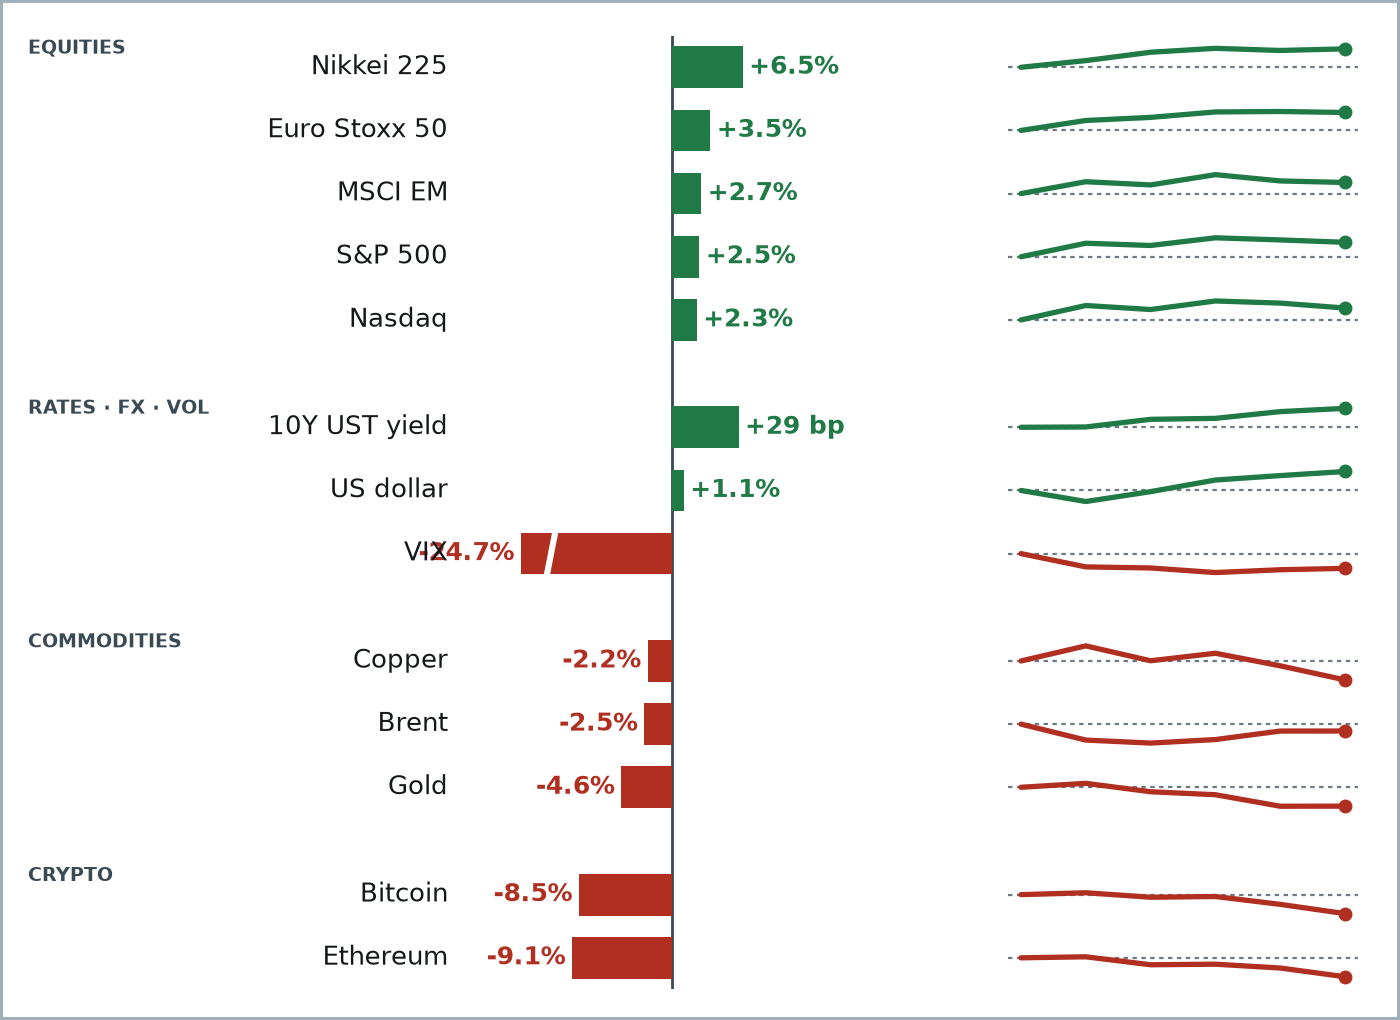 EQUITIES
Nikkei 225 +6.5%
Euro Stoxx 50 +3.5%
MSCI EM +2.7%
S&P 500 +2.5%
Nasdaq +2.3%
RATES · FX · VOL
10Y UST yield +29 bp
US dollar +1.1%
VIX -24.7%
COMMODITIES
Copper -2.2%
Brent -2.5%
Gold -4.6%
CRYPTO
Bitcoin -8.5%
Ethereum -9.1%